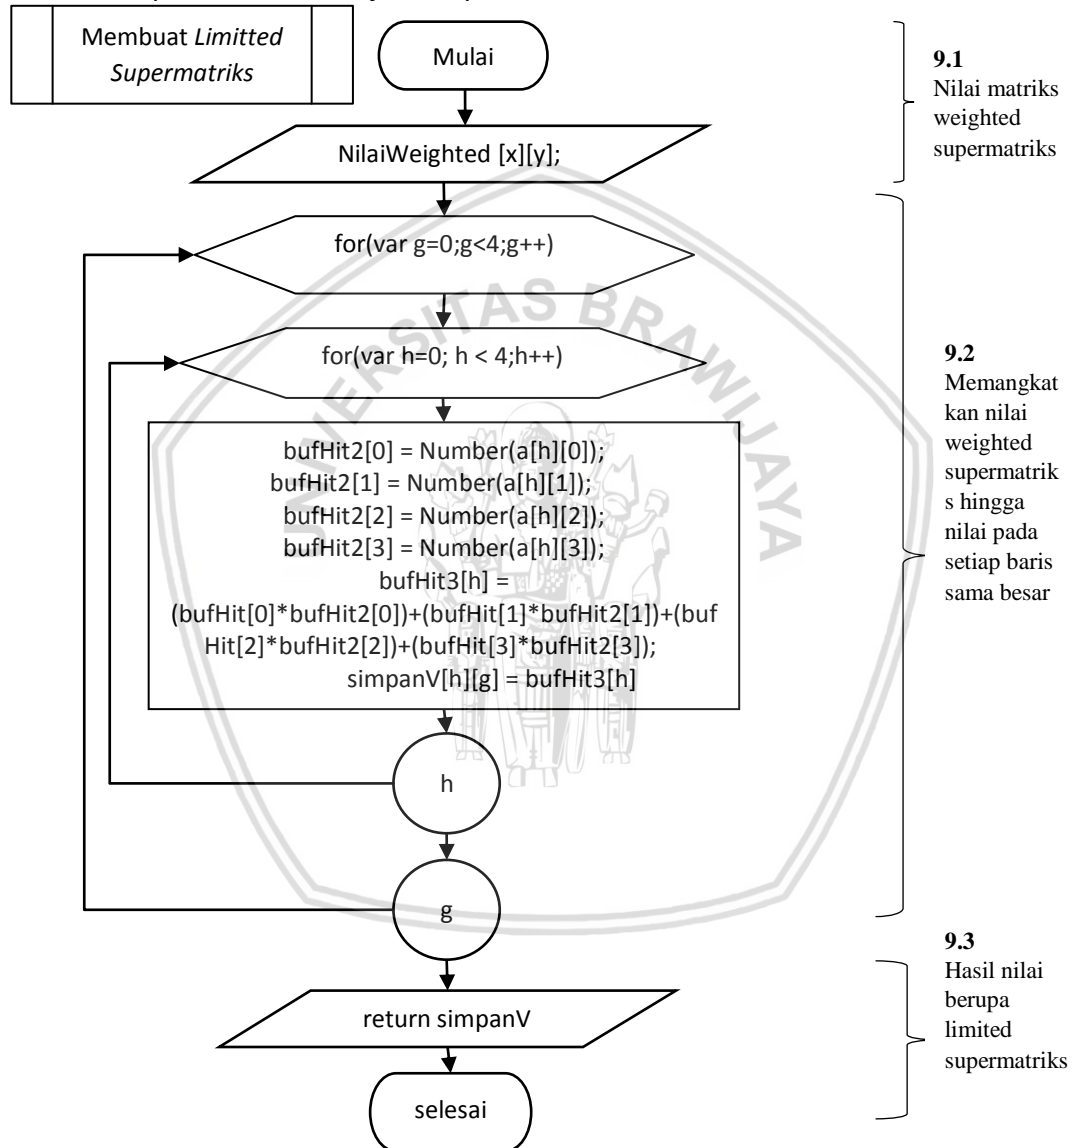 Membuat Limitted
Supermatriks
Mulai
NilaiWeighted [x][y];
for(var g=0;g<4;g++)
for(var h=0; h < 4;h++)
bufHit2[0] = Number(a[h][0]);
bufHit2[1] = Number(a[h][1]);
bufHit2[2] = Number(a[h][2]);
bufHit2[3] = Number(a[h][3]);
bufHit3[h] =
(bufHit[0]*bufHit2[0])+(bufHit[1]*bufHit2[1])+(buf
Hit[2]*bufHit2[2])+(bufHit[3]*bufHit2[3]);
simpanV[h][g] = bufHit3[h]
h
g
return simpanV
selesai
9.1
Nilai matriks
weighted
supermatriks
9.2
Memangkat
kan nilai
weighted
supermatrik
s hingga
nilai pada
setiap baris
sama besar
9.3
Hasil nilai
berupa
limited
supermatriks
UNIVERSITAS BRAWIJAYA